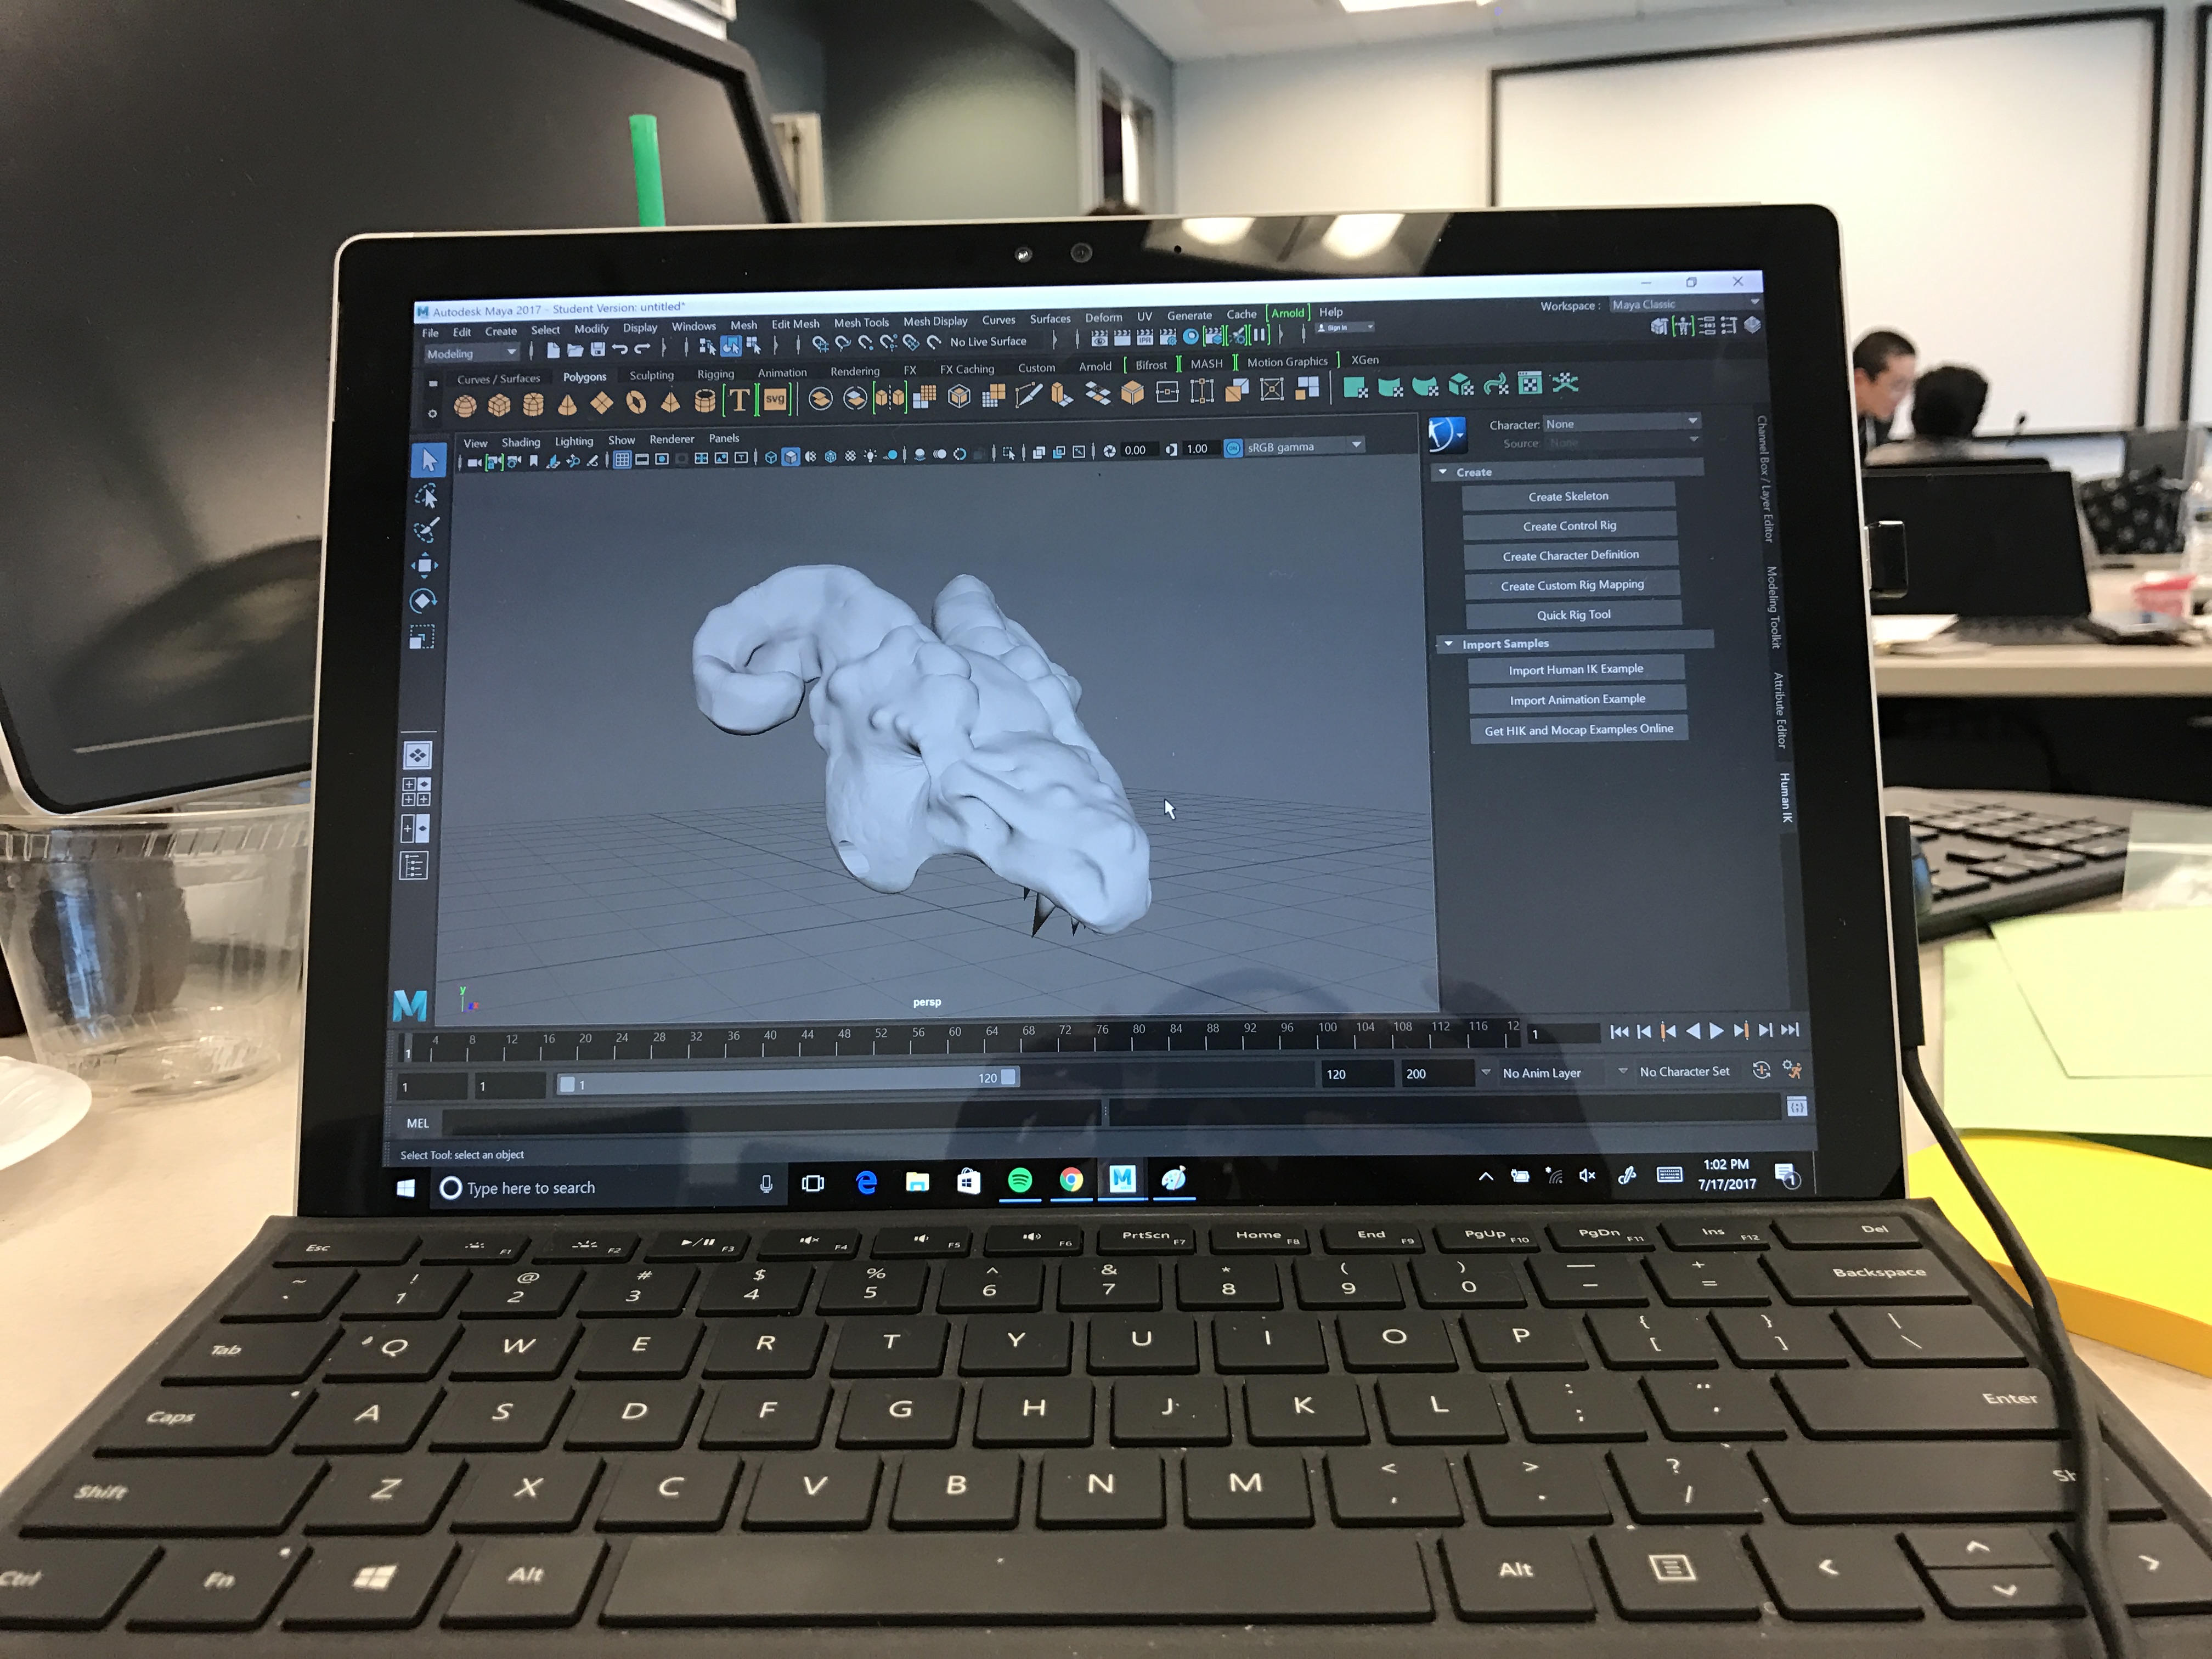 Autodesk Maya 2017 - Student Version: untitled*
File Edit Create Select Modify Display Windows Mesh Edit Mesh Mesh Tools Mesh Display Curves Surfaces Deform UV Generate Cache Arnold Help
Workspace : Maya Classic
Modeling
No Live Surface
Sign In
Curves / Surfaces Polygons Sculpting Rigging Animation Rendering FX FX Caching Custom Arnold Bifrost MASH Motion Graphics XGen
T SVG
View Shading Lighting Show Renderer Panels
0.00 1.00 sRGB gamma
Character: None
Source: None
Create
Create Skeleton
Create Control Rig
Create Character Definition
Create Custom Rig Mapping
Quick Rig Tool
Import Samples
Import Human IK Example
Import Animation Example
Get HIK and Mocap Examples Online
Channel Box / Layer Editor
Modeling Toolkit
Attribute Editor
Human IK
y
persp
M
1 4 8 12 16 20 24 28 32 36 40 44 48 52 56 60 64 68 72 76 80 84 88 92 96 100 104 108 112 116 12
1
1 1 1 120 120 200 No Anim Layer No Character Set
MEL
Select Tool: select an object
Type here to search
M
1:02 PM
7/17/2017
1
Esc F1 F2 F3 F4 F5 F6 PrtScn F7 Home F8 End F9 PgUp F10 PgDn F11 Ins F12 Del
~ ! @ # $ % ^ & * ( ) — + Backspace
1 2 3 4 5 6 7 8 9 0 - =
Tab Q W E R T Y U I O P { [ } ] | \
Caps A S D F G H J K L : ; Enter
Shift Z X C V B N M < , > . ? / Sh
Ctrl Fn Alt Alt